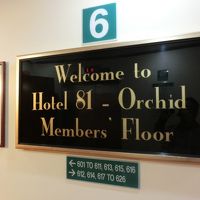 6
Welcome to
Hotel 81 - Orchid
Members' Floor
← 601 TO 611, 613, 615, 616
→ 612, 614, 617 TO 626